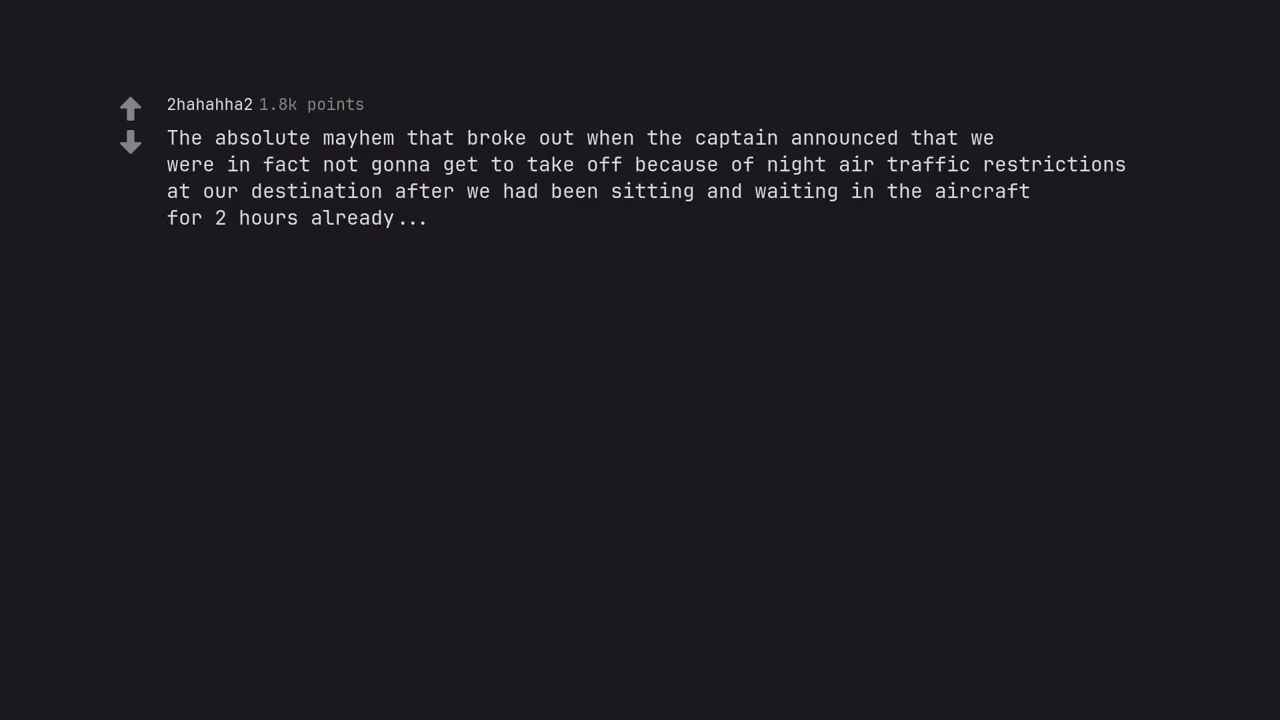 2hahahha2 1.8k points
The absolute mayhem that broke out when the captain announced that we
were in fact not gonna get to take off because of night air traffic restrictions
at our destination after we had been sitting and waiting in the aircraft
for 2 hours already...